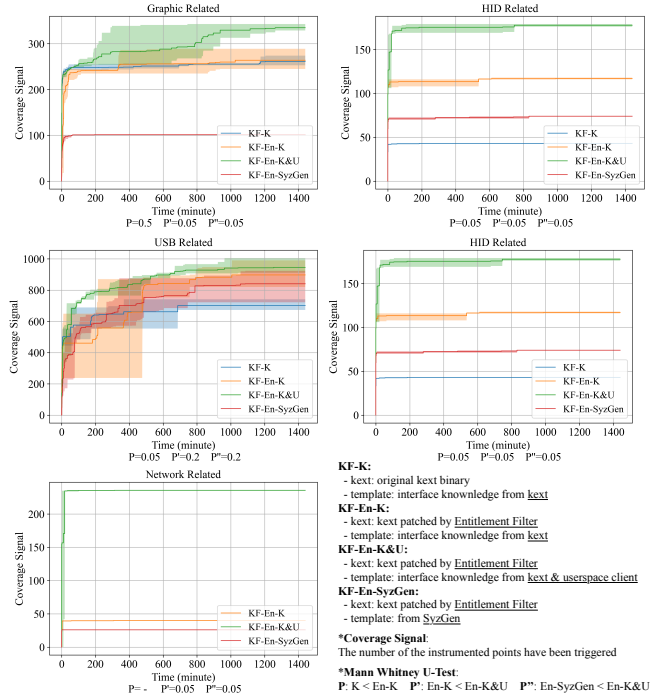 Graphic Related
300
200
100
0
Coverage Signal
KF-K
KF-En-K
KF-En-K&U
KF-En-SyzGen
0 200 400 600 800 1000 1200 1400
Time (minute)
P=0.5 P'=0.05 P"=0.05
HID Related
150
100
50
0
Coverage Signal
KF-K
KF-En-K
KF-En-K&U
KF-En-SyzGen
0 200 400 600 800 1000 1200 1400
Time (minute)
P=0.05 P'=0.05 P"=0.05
USB Related
1000
800
600
400
200
0
Coverage Signal
KF-K
KF-En-K
KF-En-K&U
KF-En-SyzGen
0 200 400 600 800 1000 1200 1400
Time (minute)
P=0.05 P'=0.2 P"=0.2
HID Related
150
100
50
0
Coverage Signal
KF-K
KF-En-K
KF-En-K&U
KF-En-SyzGen
0 200 400 600 800 1000 1200 1400
Time (minute)
P=0.05 P'=0.05 P"=0.05
Network Related
200
150
100
50
0
Coverage Signal
KF-En-K
KF-En-K&U
KF-En-SyzGen
0 200 400 600 800 1000 1200 1400
Time (minute)
P= - P'=0.05 P"=0.05
KF-K:
- kext: original kext binary
- template: interface knownledge from kext
KF-En-K:
- kext: kext patched by Entitlement Filter
- template: interface knownledge from kext
KF-En-K&U:
- kext: kext patched by Entitlement Filter
- template: interface knownledge from kext & userspace client
KF-En-SyzGen:
- kext: kext patched by Entitlement Filter
- template: from SyzGen
*Coverage Signal:
The number of the instrumented points have been triggered
*Mann Whitney U-Test:
P: K < En-K P': En-K < En-K&U P": En-SyzGen < En-K&U